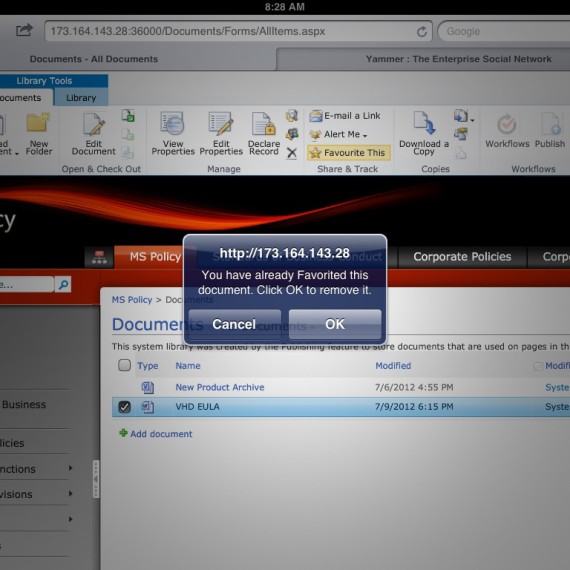 8:28 AM
173.164.143.28:36000/Documents/Forms/AllItems.aspx
Google
Documents - All Documents
Yammer : The Enterprise Social Network
Library Tools
ocuments
Library
New Folder
Edit Document
Open & Check Out
View Properties
Edit Properties
Declare Record
Manage
E-mail a Link
Alert Me
Favourite This
Share & Track
Download a Copy
Copies
Workflows
Publish
Workflows
cy
MS Policy
Corporate Policies
Corp
e...
http://173.164.143.28
You have already Favorited this
document. Click OK to remove it.
Cancel
OK
MS Policy > Documents
Documents
This system library was created by the Publishing feature to store documents that are used on pages in th
Type
Name
Modified
Modifi
New Product Archive
7/6/2012 4:55 PM
Syste
VHD EULA
7/9/2012 6:15 PM
Syste
Add document
Business
licies
nctions
visions